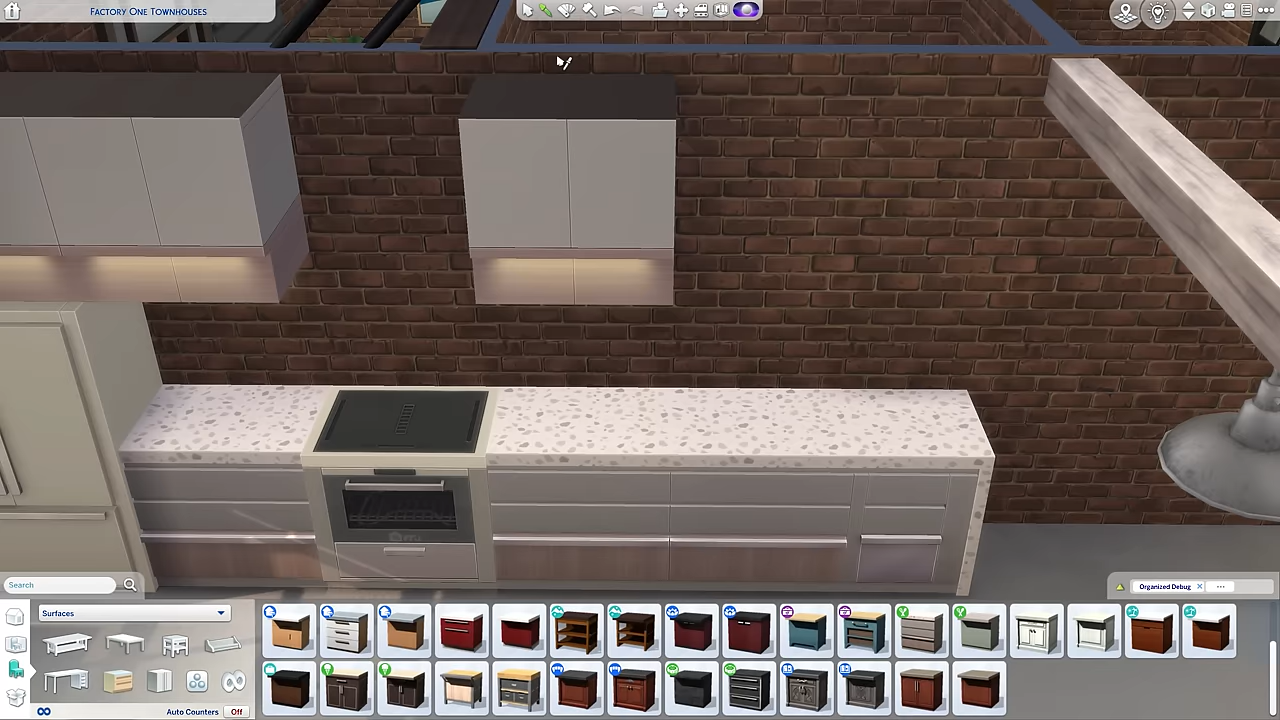 Factory One Townhouses
Search
Organized Debug
Surfaces
Auto Counters
Off